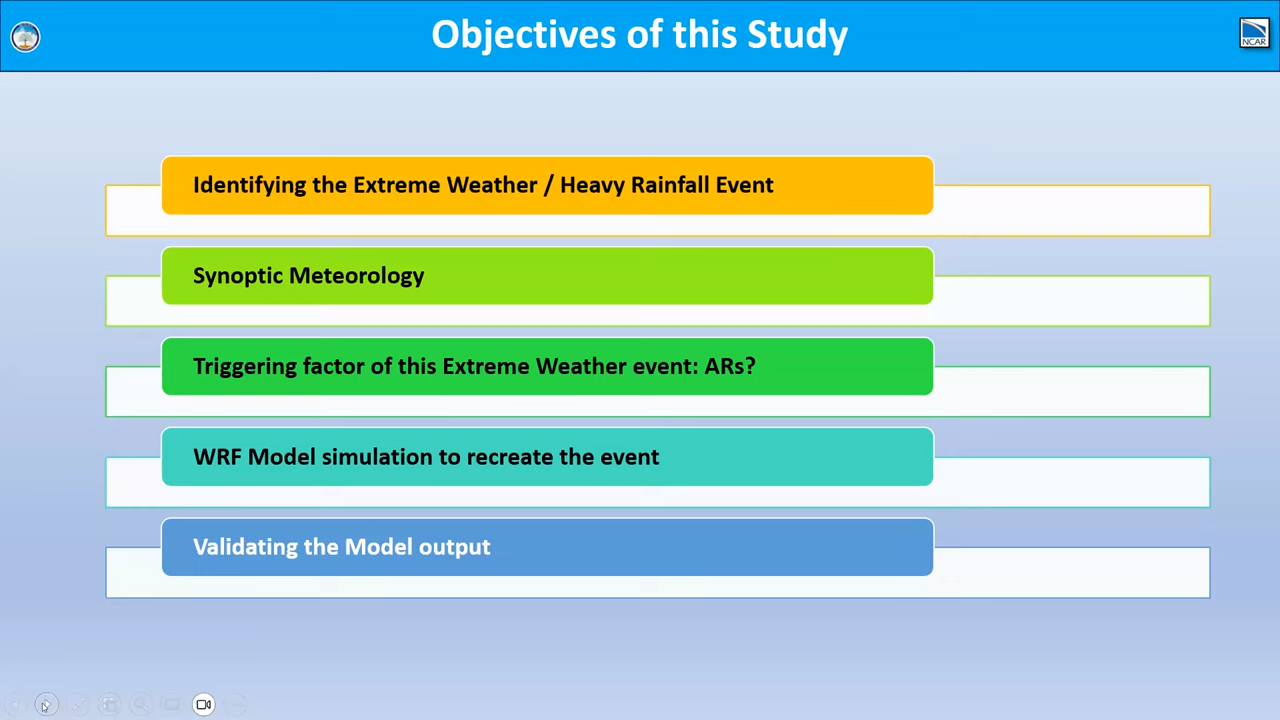 Objectives of this Study
NCAR
Identifying the Extreme Weather / Heavy Rainfall Event
Synoptic Meteorology
Triggering factor of this Extreme Weather event: ARs?
WRF Model simulation to recreate the event
Validating the Model output